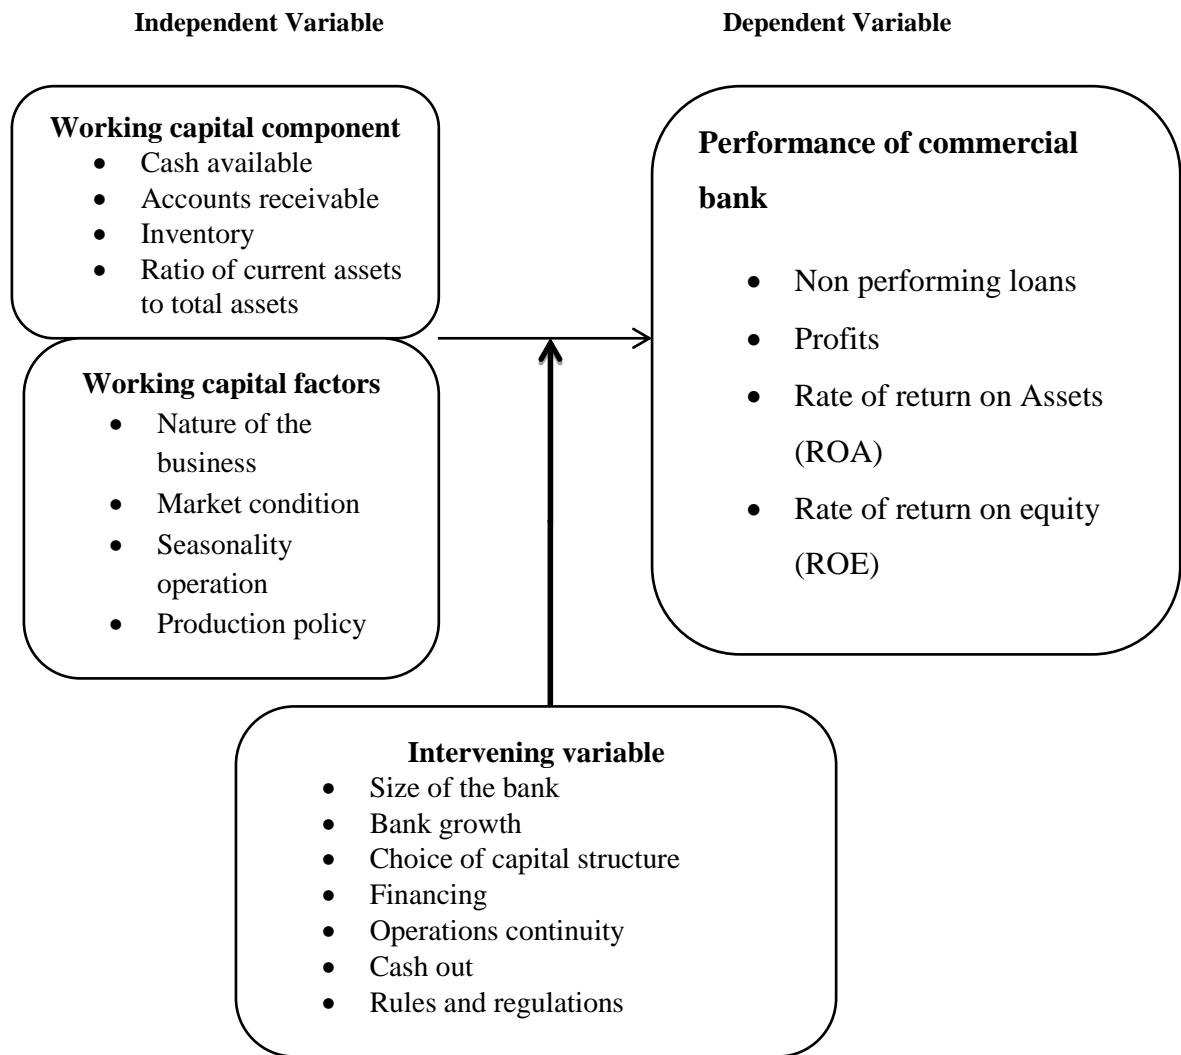 Independent Variable
Dependent Variable
Working capital component
• Cash available
• Accounts receivable
• Inventory
• Ratio of current assets
to total assets
Working capital factors
• Nature of the
business
• Market condition
• Seasonality
operation
• Production policy
Performance of commercial
bank
• Non performing loans
• Profits
• Rate of return on Assets
(ROA)
• Rate of return on equity
(ROE)
Intervening variable
• Size of the bank
• Bank growth
• Choice of capital structure
• Financing
• Operations continuity
• Cash out
• Rules and regulations